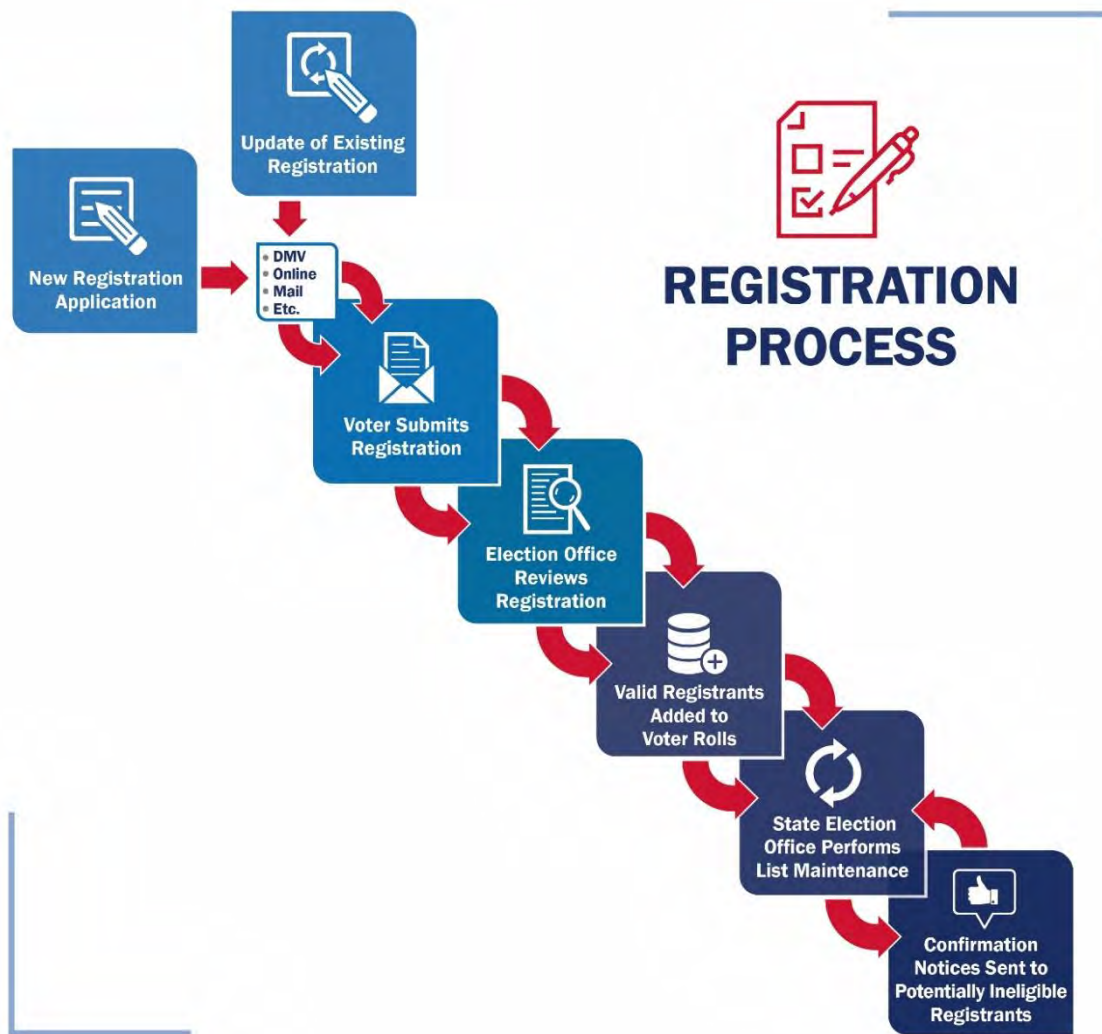 Update of Existing
Registration
New Registration
Application
• DMV
• Online
• Mail
• Etc.
REGISTRATION
PROCESS
Voter Submits
Registration
Election Office
Reviews
Registration
Valid Registrants
Added to
Voter Rolls
State Election
Office Performs
List Maintenance
Confirmation
Notices Sent to
Potentially Ineligible
Registrants